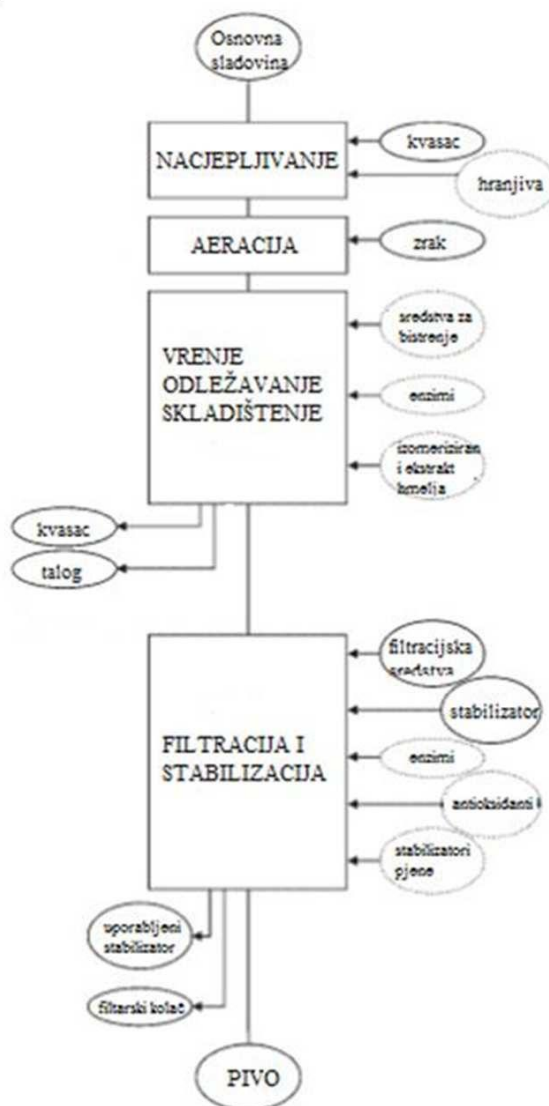 Osnovna
sladovina
NACJEPLJIVANJE
kvasac
hranjiva
AERACIJA
zrak
VRENJE
ODLEŽAVANJE
SKLADIŠTENJE
sredstva za
bistrenje
enzimi
izomeriziran
i ekstrakt
hmelja
kvasac
talog
FILTRACIJA I
STABILIZACIJA
filtracijska
sredstva
stabilizator
enzimi
antioksidanti
stabilizatori
pjene
uporabljeni
stabilizator
filtarski kolač
PIVO